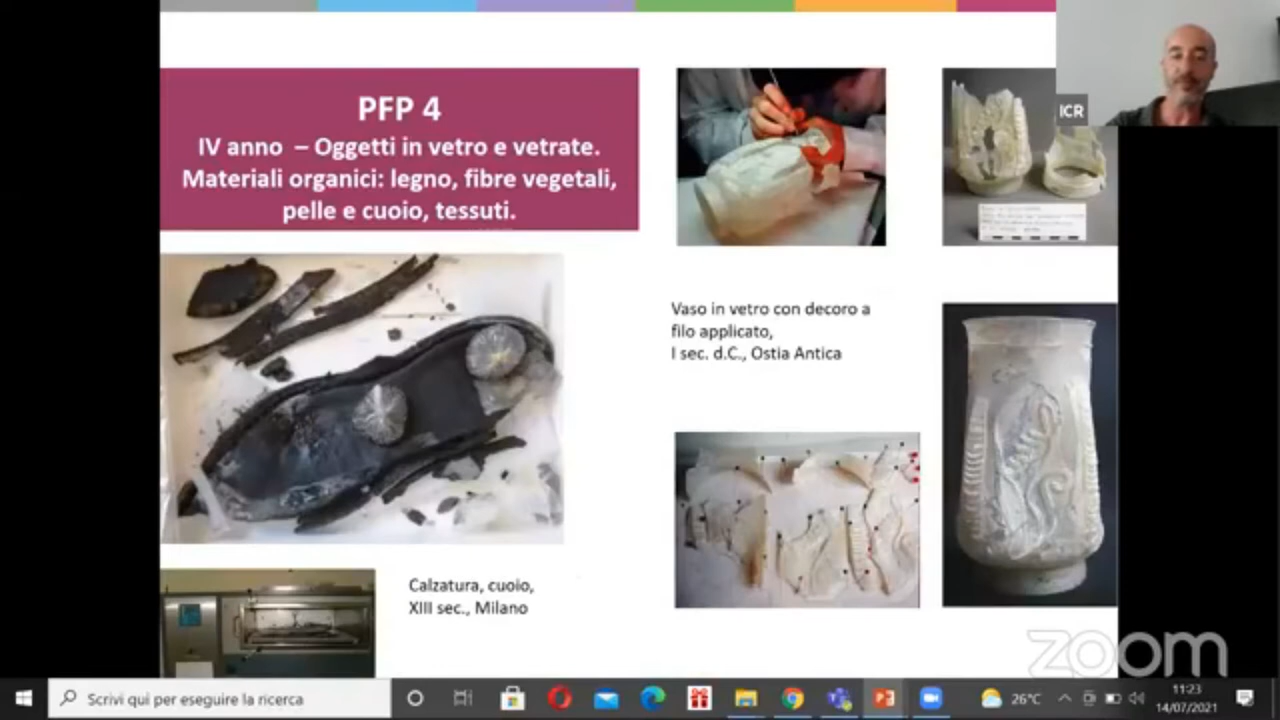 PFP 4
IV anno – Oggetti in vetro e vetrate.
Materiali organici: legno, fibre vegetali,
pelle e cuoio, tessuti.
ICR
Vaso in vetro con decoro a
filo applicato,
I sec. d.C., Ostia Antica
Calzatura, cuoio,
XIII sec., Milano
zoom
Scrivi qui per eseguire la ricerca
26°C
11:23
14/07/2021